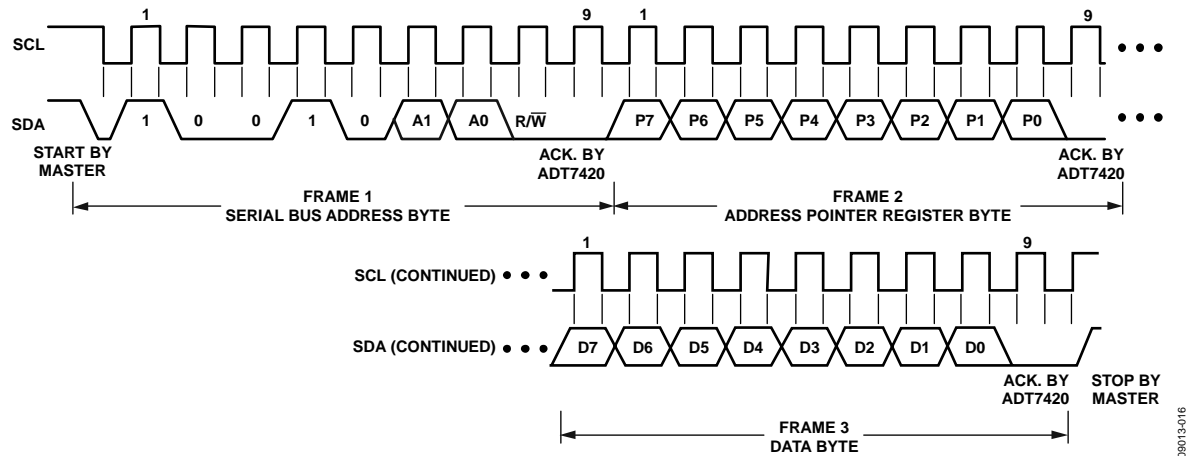 1 9 1 9
SCL
SDA 1 0 0 1 0 A1 A0 R/W̅ P7 P6 P5 P4 P3 P2 P1 P0
START BY
MASTER
ACK. BY
ADT7420
ACK. BY
ADT7420
FRAME 1
SERIAL BUS ADDRESS BYTE
FRAME 2
ADDRESS POINTER REGISTER BYTE
1 9
SCL (CONTINUED)
SDA (CONTINUED) D7 D6 D5 D4 D3 D2 D1 D0
ACK. BY
ADT7420
STOP BY
MASTER
FRAME 3
DATA BYTE
09013-016